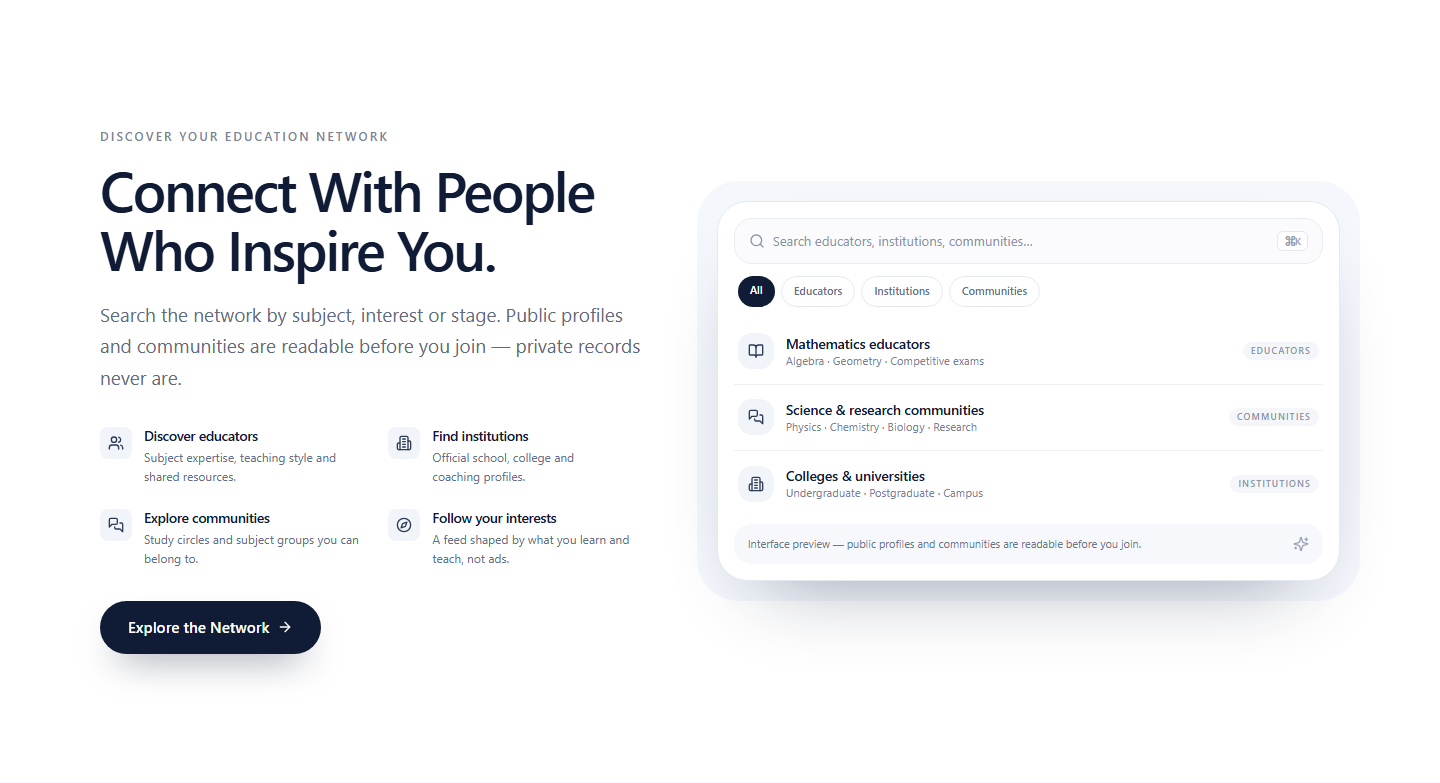 DISCOVER YOUR EDUCATION NETWORK
Connect With People
Who Inspire You.
Search the network by subject, interest or stage. Public profiles
and communities are readable before you join — private records
never are.
Discover educators
Subject expertise, teaching style and
shared resources.
Find institutions
Official school, college and
coaching profiles.
Explore communities
Study circles and subject groups you can
belong to.
Follow your interests
A feed shaped by what you learn and
teach, not ads.
Explore the Network →
Search educators, institutions, communities...
⌘K
All
Educators
Institutions
Communities
Mathematics educators
Algebra · Geometry · Competitive exams
EDUCATORS
Science & research communities
Physics · Chemistry · Biology · Research
COMMUNITIES
Colleges & universities
Undergraduate · Postgraduate · Campus
INSTITUTIONS
Interface preview — public profiles and communities are readable before you join.